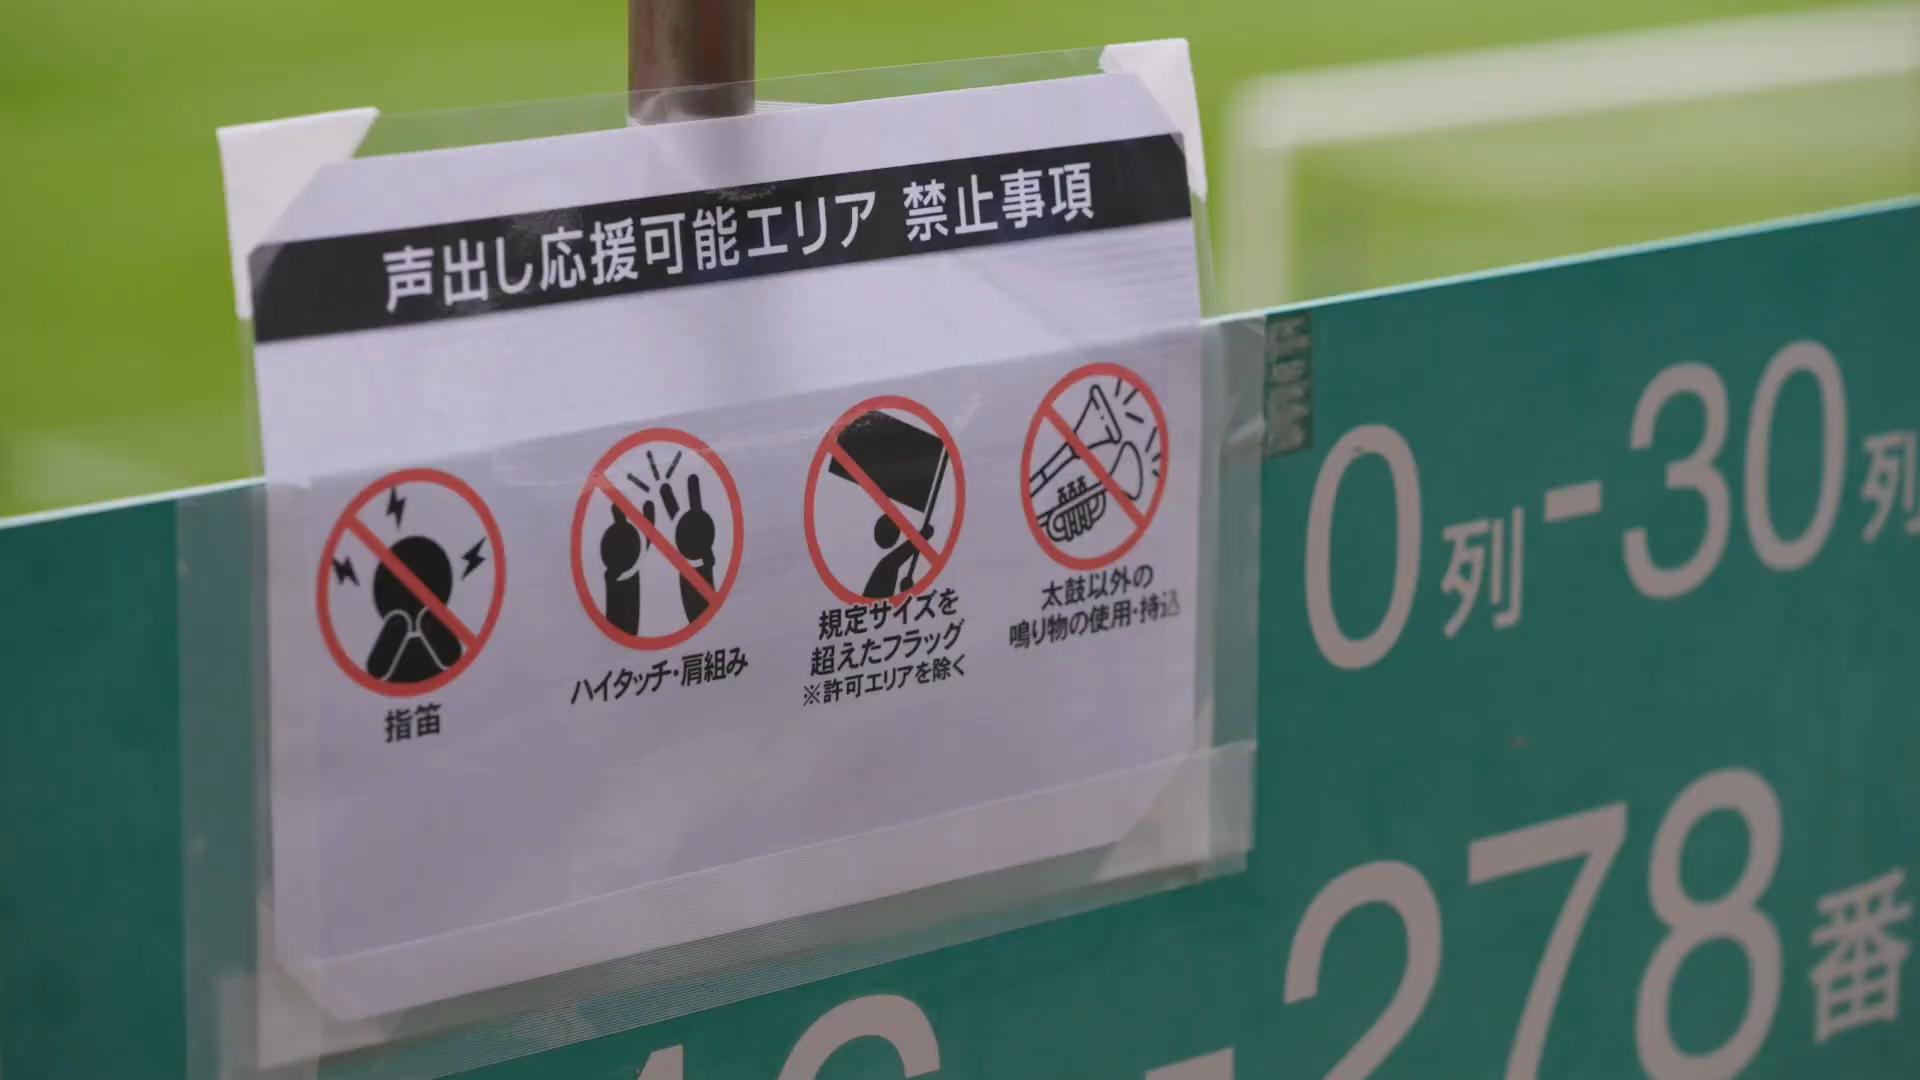 声出し応援可能エリア 禁止事項
指笛
ハイタッチ・肩組み
規定サイズを
超えたフラッグ
※許可エリアを除く
太鼓以外の
鳴り物の使用・持込
0列-30列
-278番